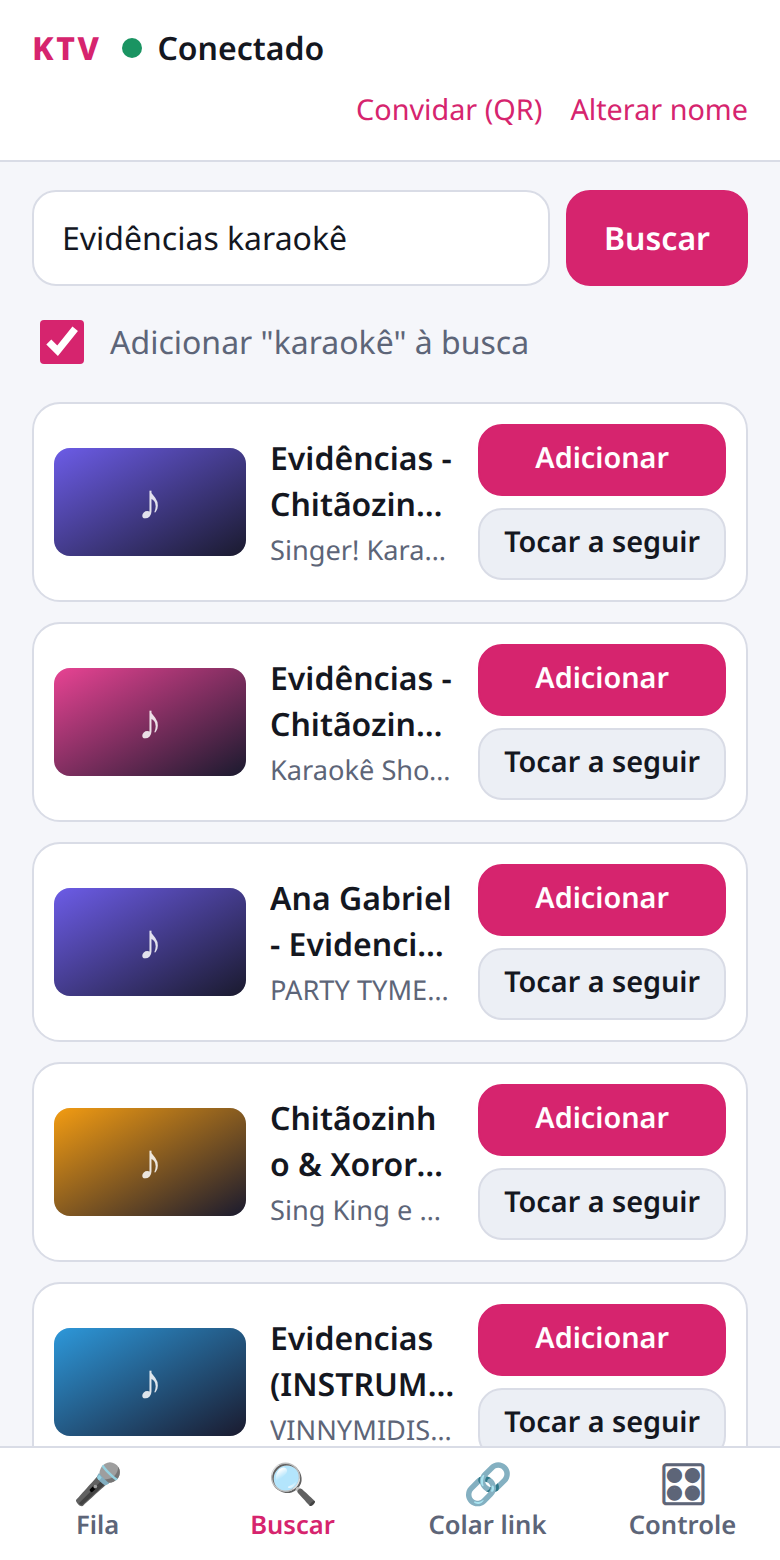 KTV
Conectado
Convidar (QR) Alterar nome
Evidências karaokê
Buscar
Adicionar "karaokê" à busca
Evidências -
Chitãozin...
Singer! Kara...
Adicionar
Tocar a seguir
Evidências -
Chitãozin...
Karaokê Sho...
Adicionar
Tocar a seguir
Ana Gabriel
- Evidenci...
PARTY TYME...
Adicionar
Tocar a seguir
Chitãozinh
o & Xoror...
Sing King e ...
Adicionar
Tocar a seguir
Evidencias
(INSTRUM...
VINNYMIDIS...
Adicionar
Tocar a seguir
Fila
Buscar
Colar link
Controle